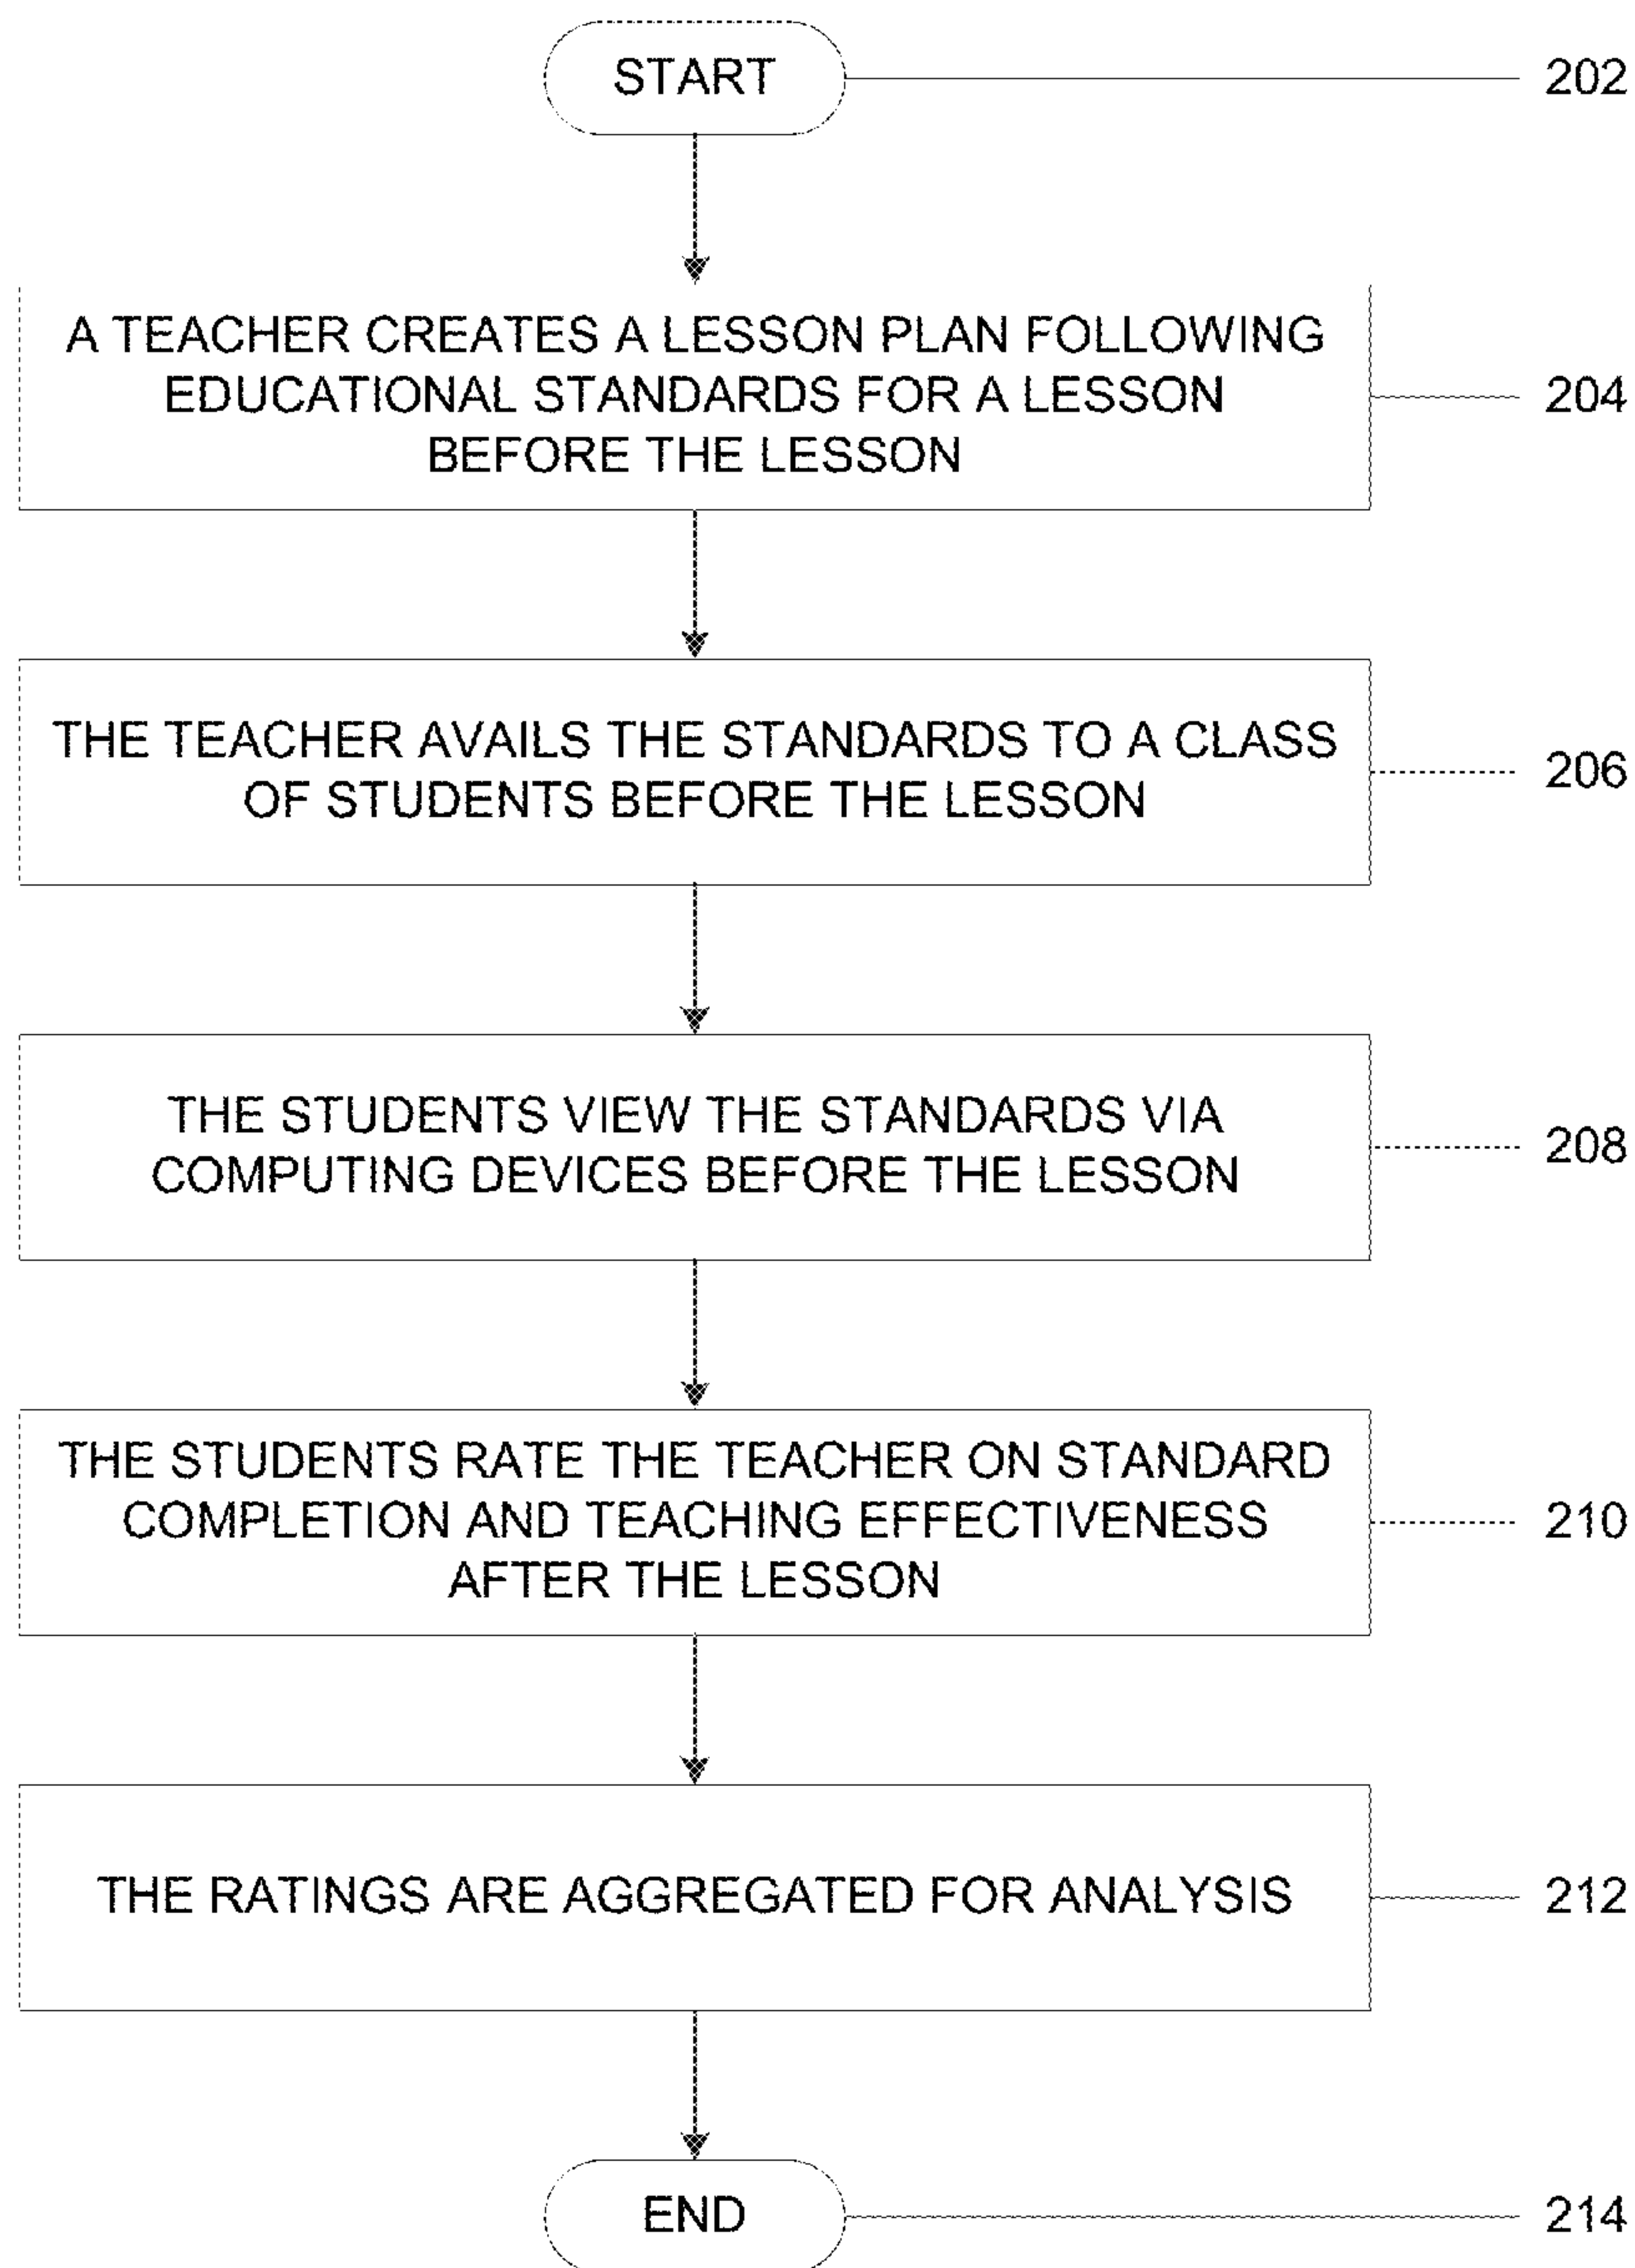 START
202
A TEACHER CREATES A LESSON PLAN FOLLOWING
EDUCATIONAL STANDARDS FOR A LESSON
BEFORE THE LESSON
204
THE TEACHER AVAILS THE STANDARDS TO A CLASS
OF STUDENTS BEFORE THE LESSON
206
THE STUDENTS VIEW THE STANDARDS VIA
COMPUTING DEVICES BEFORE THE LESSON
208
THE STUDENTS RATE THE TEACHER ON STANDARD
COMPLETION AND TEACHING EFFECTIVENESS
AFTER THE LESSON
210
THE RATINGS ARE AGGREGATED FOR ANALYSIS
212
END
214